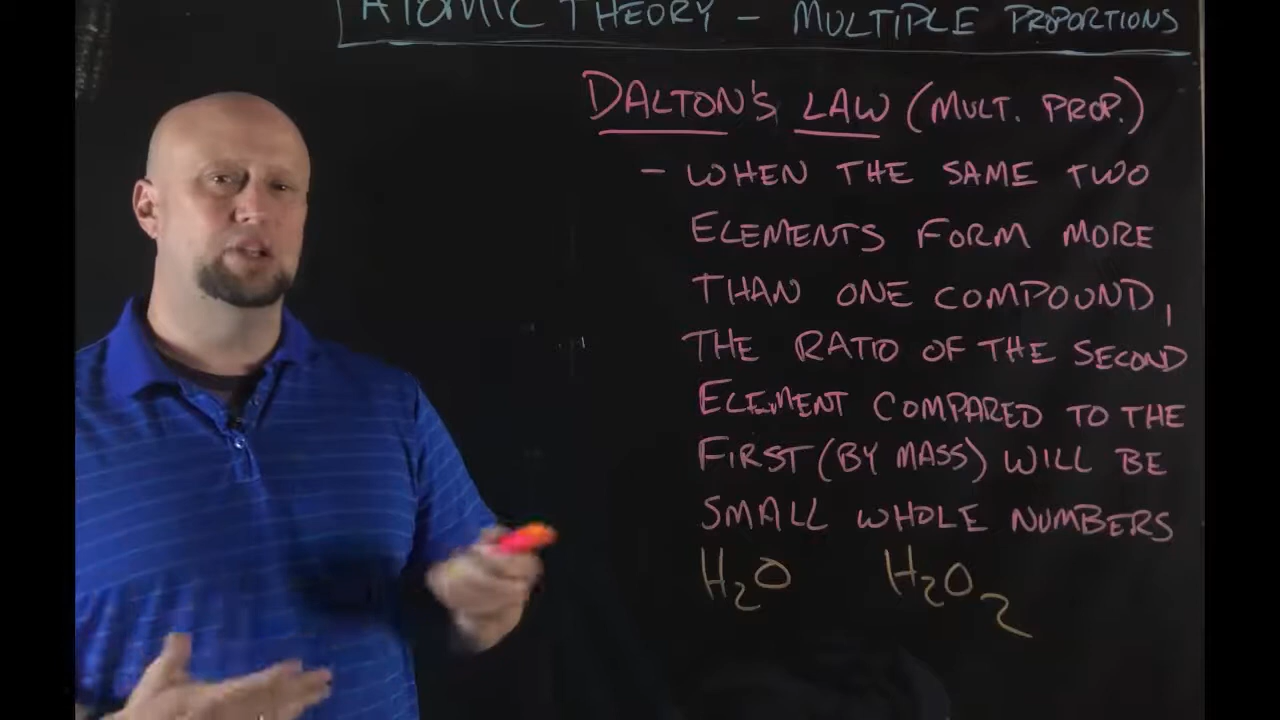 ATOMIC THEORY – MULTIPLE PROPORTIONS
DALTON'S LAW (MULT. PROP.)
– WHEN THE SAME TWO
ELEMENTS FORM MORE
THAN ONE COMPOUND,
THE RATIO OF THE SECOND
ELEMENT COMPARED TO THE
FIRST (BY MASS) WILL BE
SMALL WHOLE NUMBERS
H₂O H₂O₂